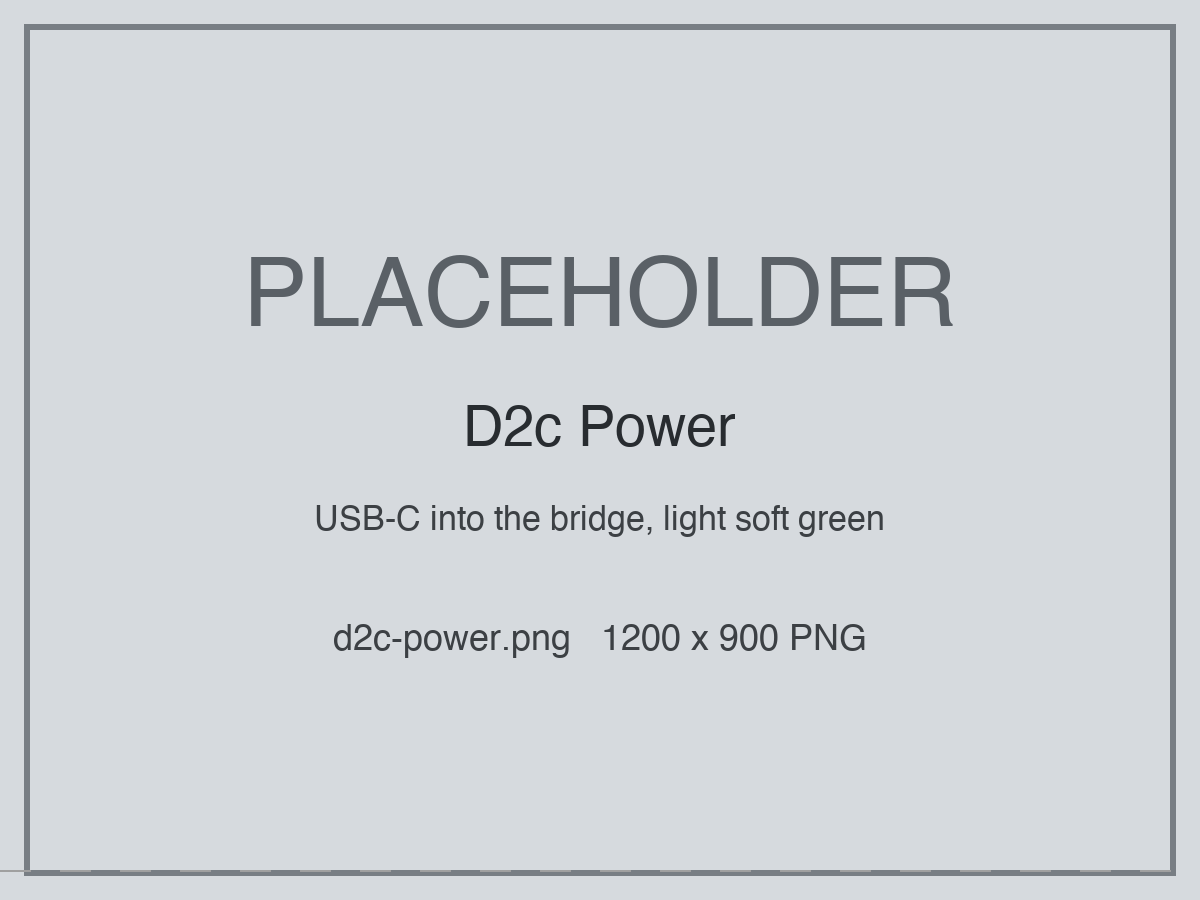 PLACEHOLDER
D2c Power
USB-C into the bridge, light soft green
d2c-power.png 1200 x 900 PNG